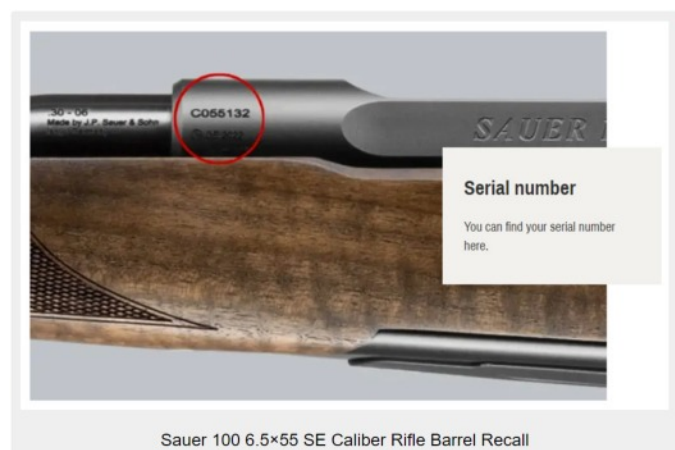 .30 - 06
Made by J.P. Sauer & Sohn
C055132
SAUER
Serial number
You can find your serial number
here.
Sauer 100 6.5×55 SE Caliber Rifle Barrel Recall